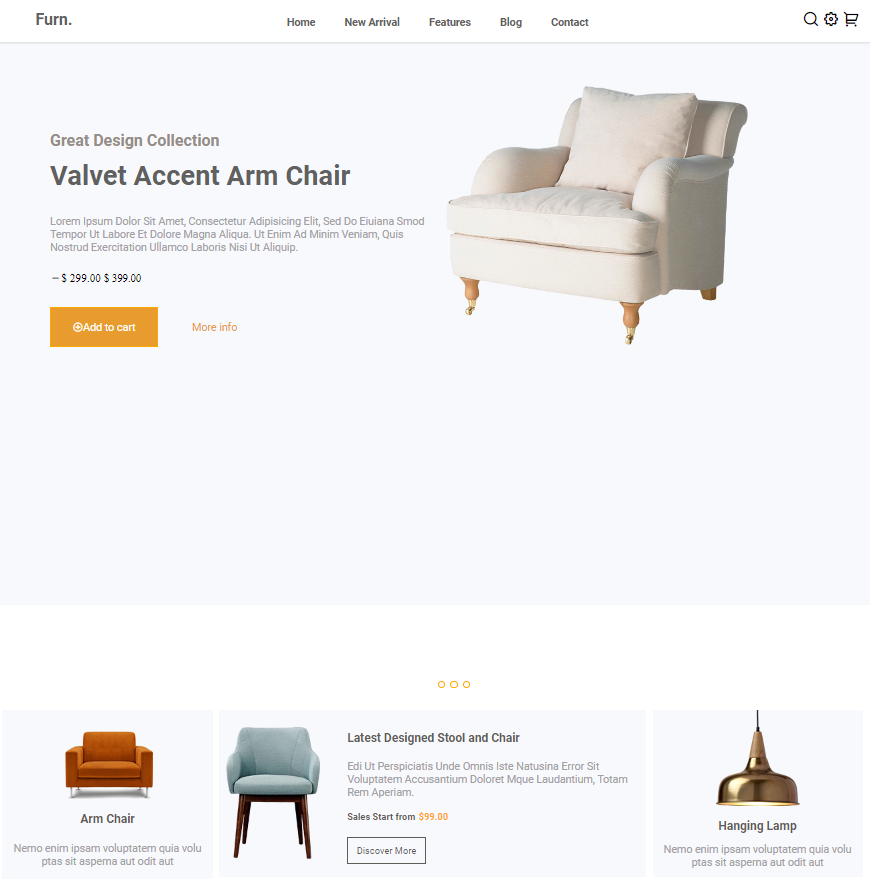 Furn.
Home New Arrival Features Blog Contact
Great Design Collection
Valvet Accent Arm Chair
Lorem Ipsum Dolor Sit Amet, Consectetur Adipisicing Elit, Sed Do Eiuiana Smod
Tempor Ut Labore Et Dolore Magna Aliqua. Ut Enim Ad Minim Veniam, Quis
Nostrud Exercitation Ullamco Laboris Nisi Ut Aliquip.
– $ 299.00 $ 399.00
Add to cart
More info
Arm Chair
Nemo enim ipsam voluptatem quia volu
ptas sit asperna aut odit aut
Latest Designed Stool and Chair
Edi Ut Perspiciatis Unde Omnis Iste Natusina Error Sit
Voluptatem Accusantium Doloret Mque Laudantium, Totam
Rem Aperiam.
Sales Start from $99.00
Discover More
Hanging Lamp
Nemo enim ipsam voluptatem quia volu
ptas sit asperna aut odit aut